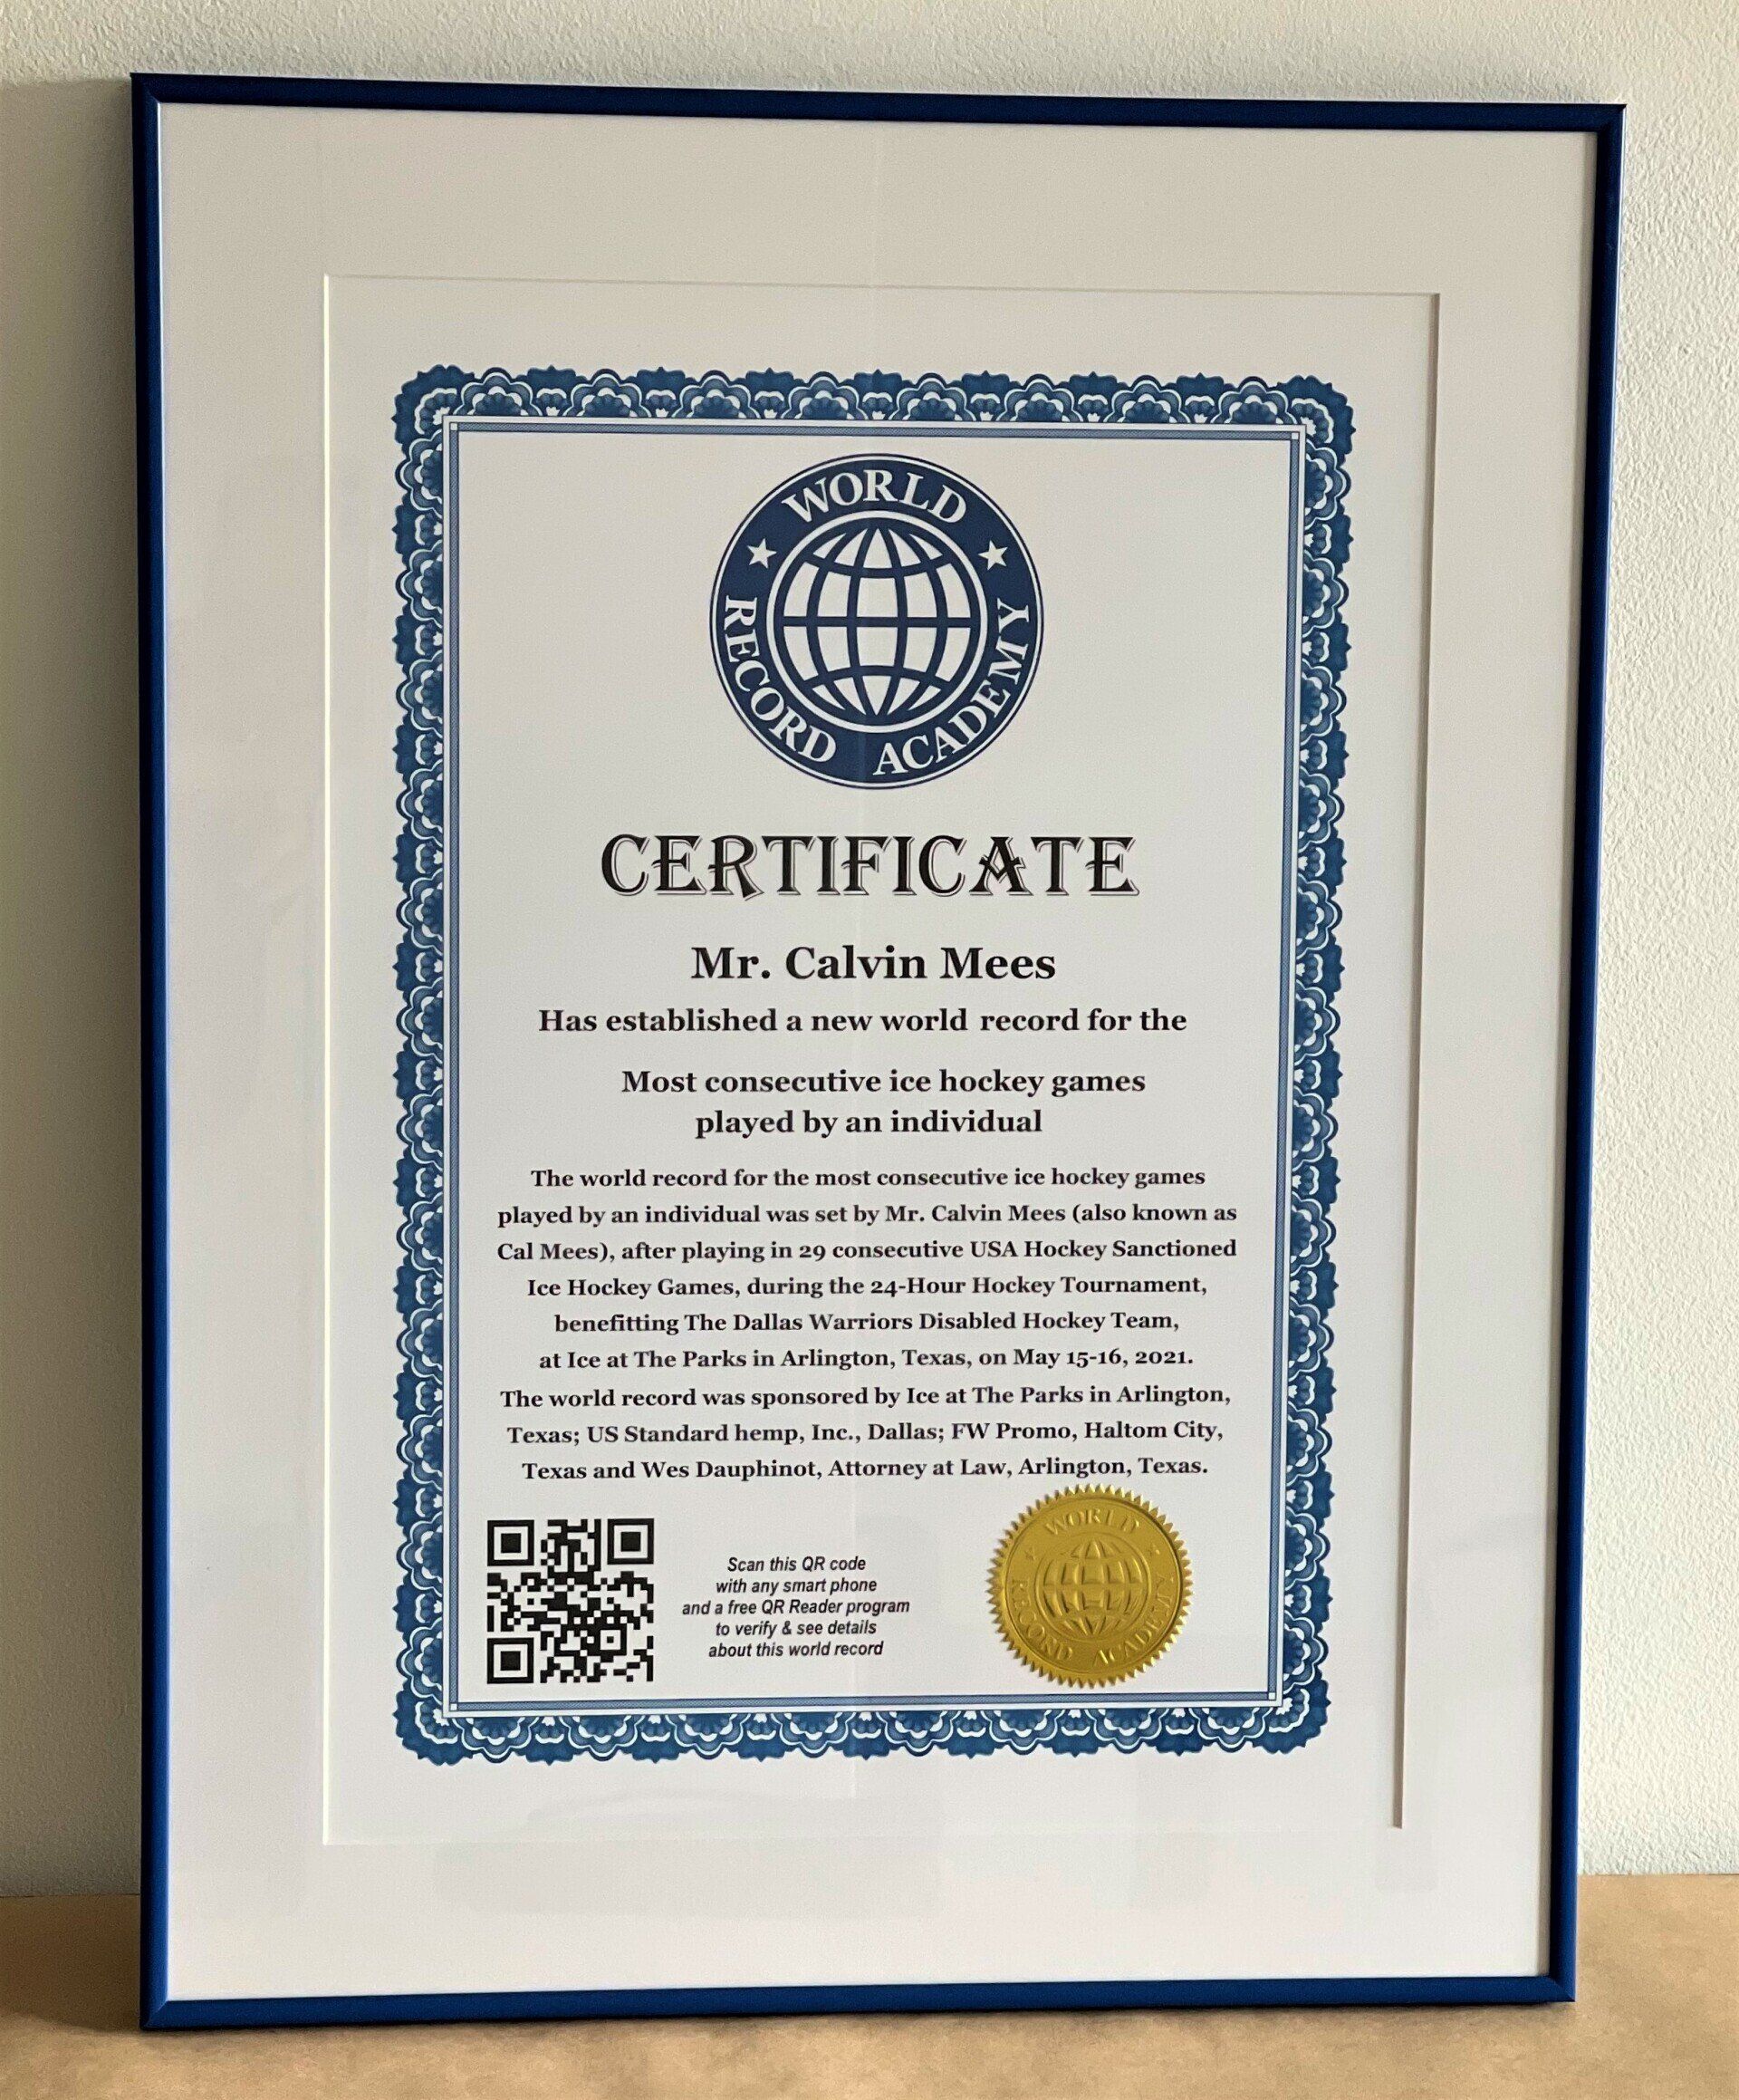 WORLD
RECORD ACADEMY
CERTIFICATE
Mr. Calvin Mees
Has established a new world record for the
Most consecutive ice hockey games
played by an individual
The world record for the most consecutive ice hockey games
played by an individual was set by Mr. Calvin Mees (also known as
Cal Mees), after playing in 29 consecutive USA Hockey Sanctioned
Ice Hockey Games, during the 24-Hour Hockey Tournament,
benefitting The Dallas Warriors Disabled Hockey Team,
at Ice at The Parks in Arlington, Texas, on May 15-16, 2021.
The world record was sponsored by Ice at The Parks in Arlington,
Texas; US Standard hemp, Inc., Dallas; FW Promo, Haltom City,
Texas and Wes Dauphinot, Attorney at Law, Arlington, Texas.
Scan this QR code
with any smart phone
and a free QR Reader program
to verify & see details
about this world record
WORLD
RECORD ACADEMY